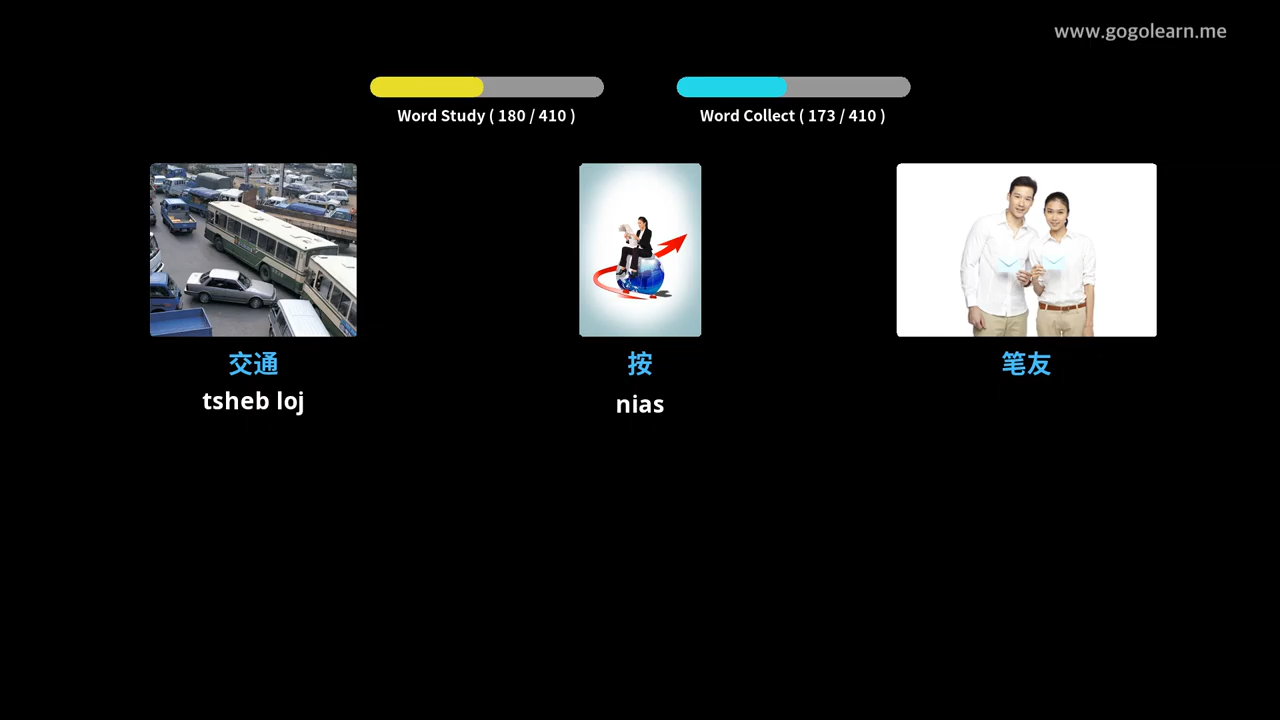 www.gogolearn.me
Word Study ( 180 / 410 )
Word Collect ( 173 / 410 )
交通
tsheb loj
按
nias
笔友